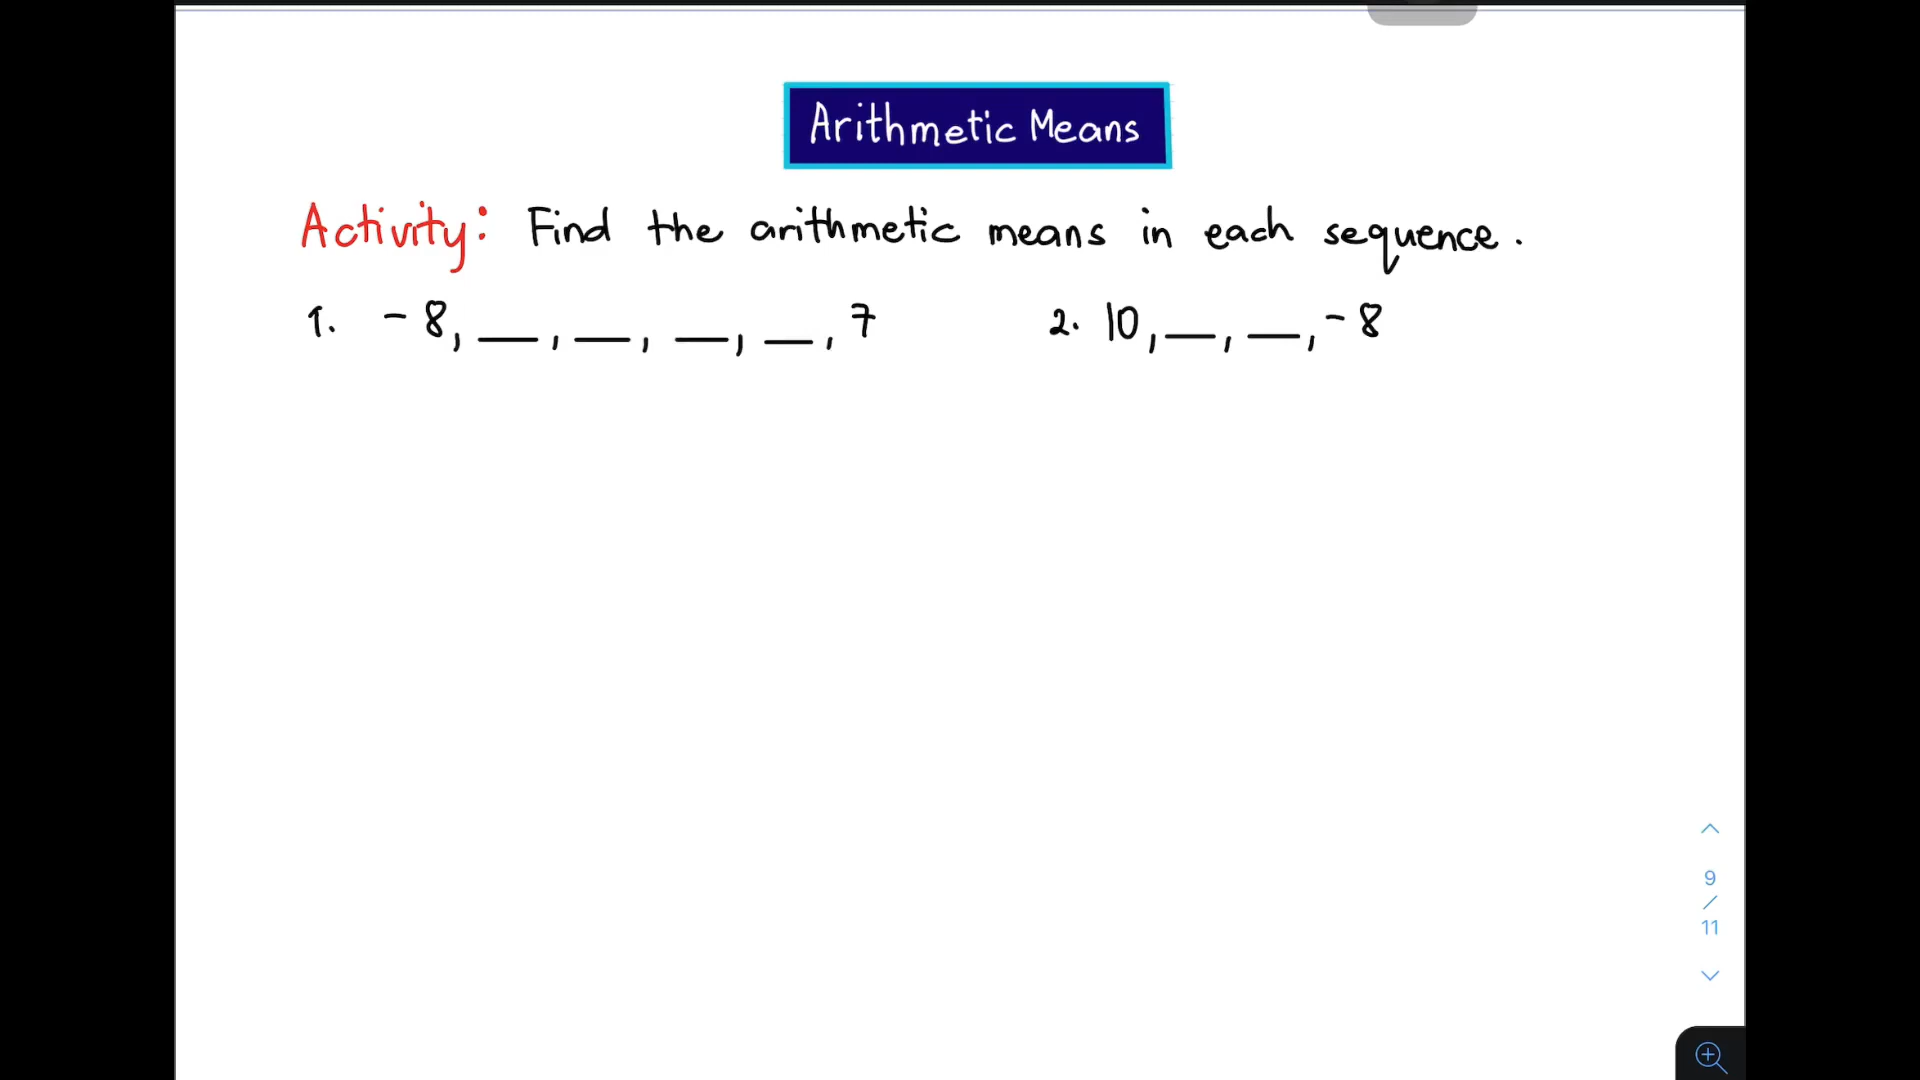 Arithmetic Means
Activity: Find the arithmetic means in each sequence.
1. -8, __, __, __, __, 7
2. 10, __, __, -8
9
/
11